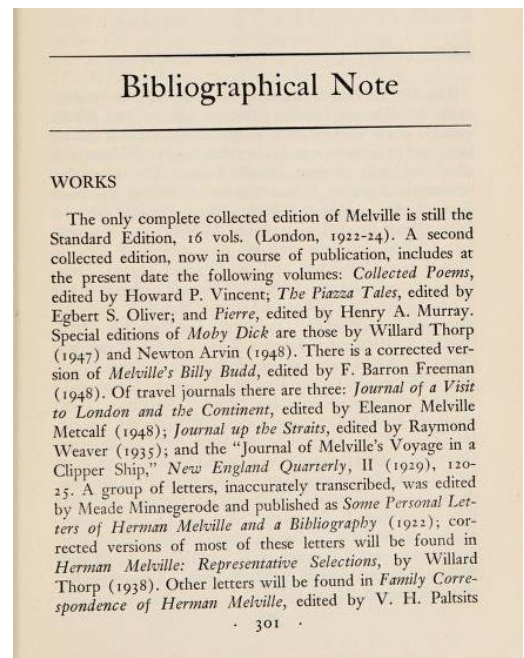 Bibliographical Note
WORKS
The only complete collected edition of Melville is still the
Standard Edition, 16 vols. (London, 1922-24). A second
collected edition, now in course of publication, includes at
the present date the following volumes: Collected Poems,
edited by Howard P. Vincent; The Piazza Tales, edited by
Egbert S. Oliver; and Pierre, edited by Henry A. Murray.
Special editions of Moby Dick are those by Willard Thorp
(1947) and Newton Arvin (1948). There is a corrected ver-
sion of Melville's Billy Budd, edited by F. Barron Freeman
(1948). Of travel journals there are three: Journal of a Visit
to London and the Continent, edited by Eleanor Melville
Metcalf (1948); Journal up the Straits, edited by Raymond
Weaver (1935); and the "Journal of Melville's Voyage in a
Clipper Ship," New England Quarterly, II (1929), 120-
25. A group of letters, inaccurately transcribed, was edited
by Meade Minnegerode and published as Some Personal Let-
ters of Herman Melville and a Bibliography (1922); cor-
rected versions of most of these letters will be found in
Herman Melville: Representative Selections, by Willard
Thorp (1938). Other letters will be found in Family Corre-
spondence of Herman Melville, edited by V. H. Paltsits
· 301 ·